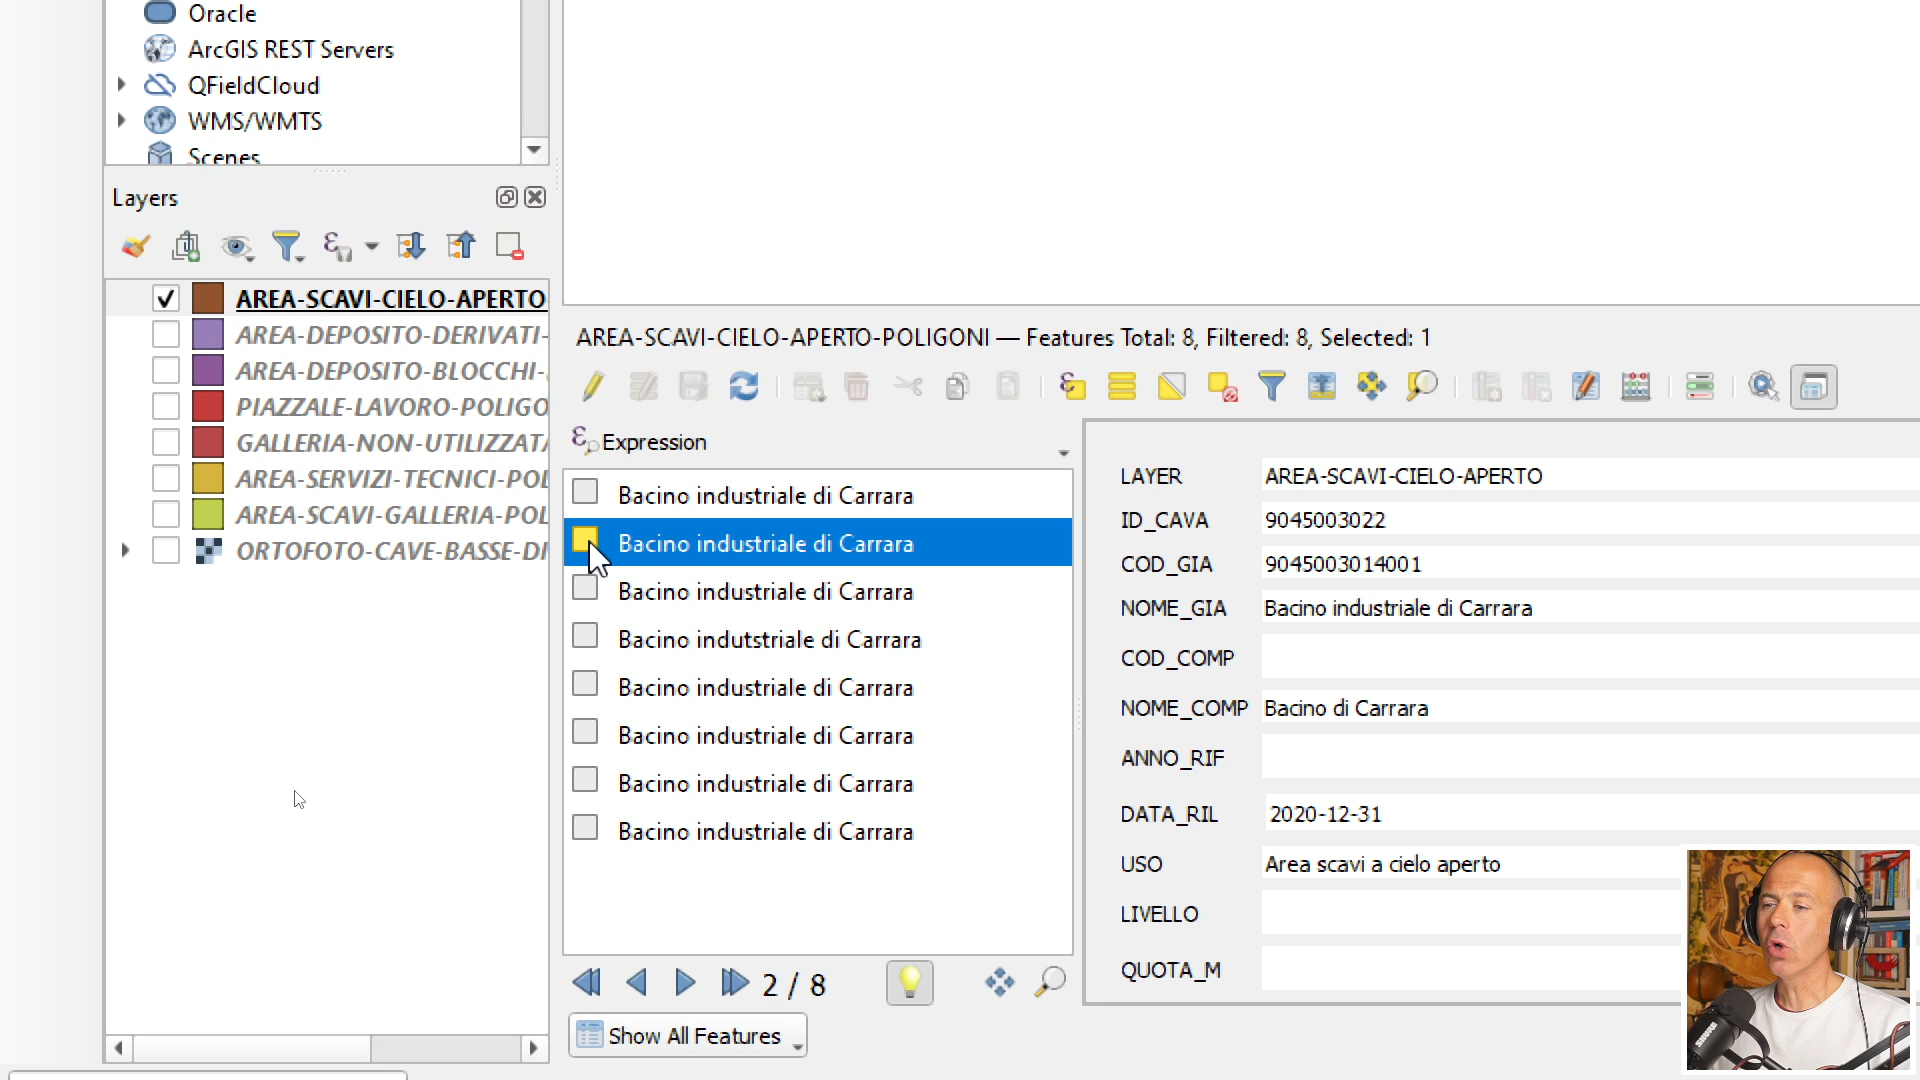 Oracle
ArcGIS REST Servers
QFieldCloud
WMS/WMTS
Scenes
Layers
AREA-SCAVI-CIELO-APERTO
AREA-DEPOSITO-DERIVATI-
AREA-DEPOSITO-BLOCCHI-
PIAZZALE-LAVORO-POLIGO
GALLERIA-NON-UTILIZZATA
AREA-SERVIZI-TECNICI-POL
AREA-SCAVI-GALLERIA-POL
ORTOFOTO-CAVE-BASSE-DI
AREA-SCAVI-CIELO-APERTO-POLIGONI — Features Total: 8, Filtered: 8, Selected: 1
Expression
Bacino industriale di Carrara
Bacino industriale di Carrara
Bacino industriale di Carrara
Bacino indutstriale di Carrara
Bacino industriale di Carrara
Bacino industriale di Carrara
Bacino industriale di Carrara
Bacino industriale di Carrara
2 / 8
Show All Features
LAYER AREA-SCAVI-CIELO-APERTO
ID_CAVA 9045003022
COD_GIA 9045003014001
NOME_GIA Bacino industriale di Carrara
COD_COMP
NOME_COMP Bacino di Carrara
ANNO_RIF
DATA_RIL 2020-12-31
USO Area scavi a cielo aperto
LIVELLO
QUOTA_M
SHURE